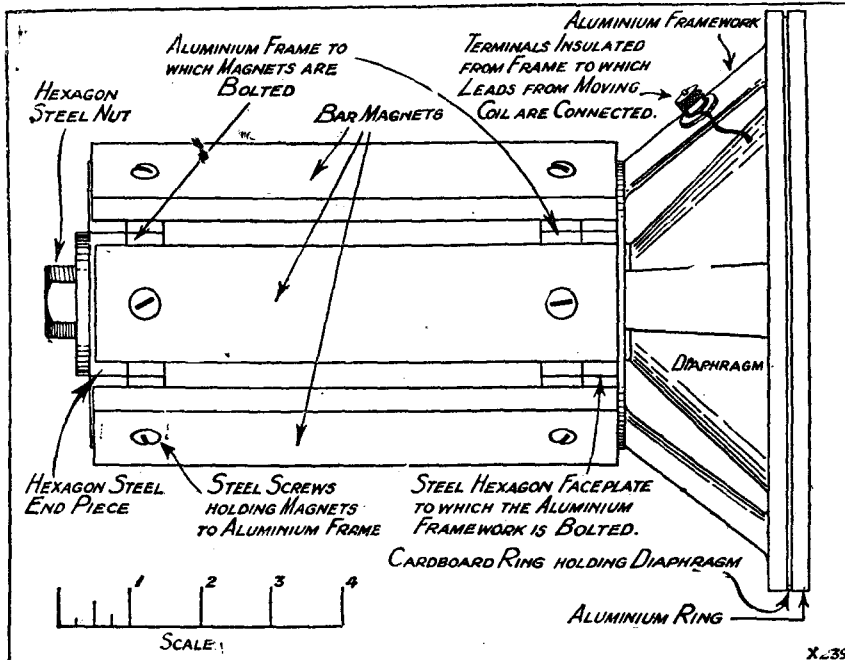 ALUMINIUM FRAME TO
WHICH MAGNETS ARE
BOLTED
TERMINALS INSULATED
FROM FRAME TO WHICH
LEADS FROM MOVING
COIL ARE CONNECTED.
ALUMINIUM FRAMEWORK
HEXAGON
STEEL NUT
BAR MAGNETS
DIAPHRAGM
HEXAGON STEEL
END PIECE
STEEL SCREWS
HOLDING MAGNETS
TO ALUMINIUM FRAME
STEEL HEXAGON FACEPLATE
TO WHICH THE ALUMINIUM
FRAMEWORK IS BOLTED.
CARDBOARD RING HOLDING DIAPHRAGM
ALUMINIUM RING
1 2 3 4
SCALE